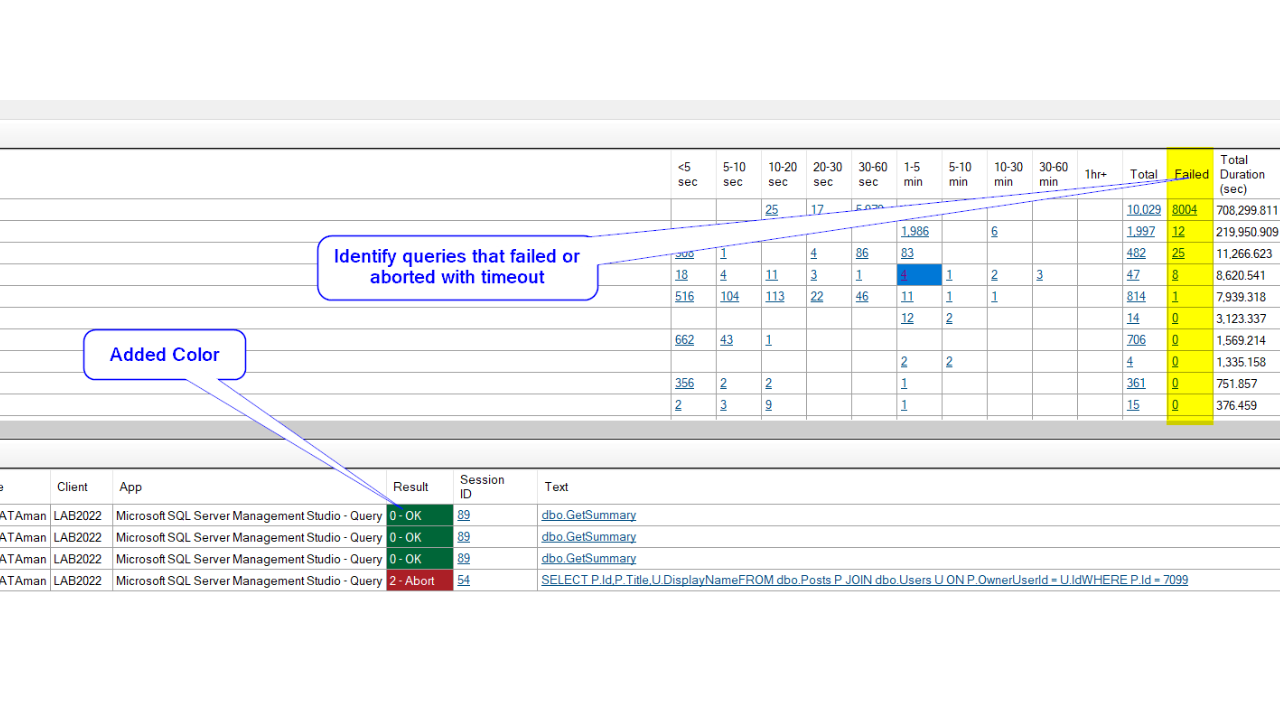 <5 sec 5-10 sec 10-20 sec 20-30 sec 30-60 sec 1-5 min 5-10 min 10-30 min 30-60 min 1hr+ Total Failed Total Duration (sec)
25 17 10,029 8004 708,299.811
1,986 6 1,997 12 219,950.909
1 4 86 83 482 25 11,266.623
18 4 11 3 1 4 1 2 3 47 8 8,620.541
516 104 113 22 46 11 1 1 814 1 7,939.318
12 2 14 0 3,123.337
662 43 1 706 0 1,569.214
2 2 4 0 1,335.158
356 2 2 1 361 0 751.857
2 3 9 1 15 0 376.459
Identify queries that failed or
aborted with timeout
Added Color
e Client App Result Session ID Text
ATAman LAB2022 Microsoft SQL Server Management Studio - Query 0 - OK 89 dbo.GetSummary
ATAman LAB2022 Microsoft SQL Server Management Studio - Query 0 - OK 89 dbo.GetSummary
ATAman LAB2022 Microsoft SQL Server Management Studio - Query 0 - OK 89 dbo.GetSummary
ATAman LAB2022 Microsoft SQL Server Management Studio - Query 2 - Abort 54 SELECT P.Id,P.Title,U.DisplayNameFROM dbo.Posts P JOIN dbo.Users U ON P.OwnerUserId = U.IdWHERE P.Id = 7099